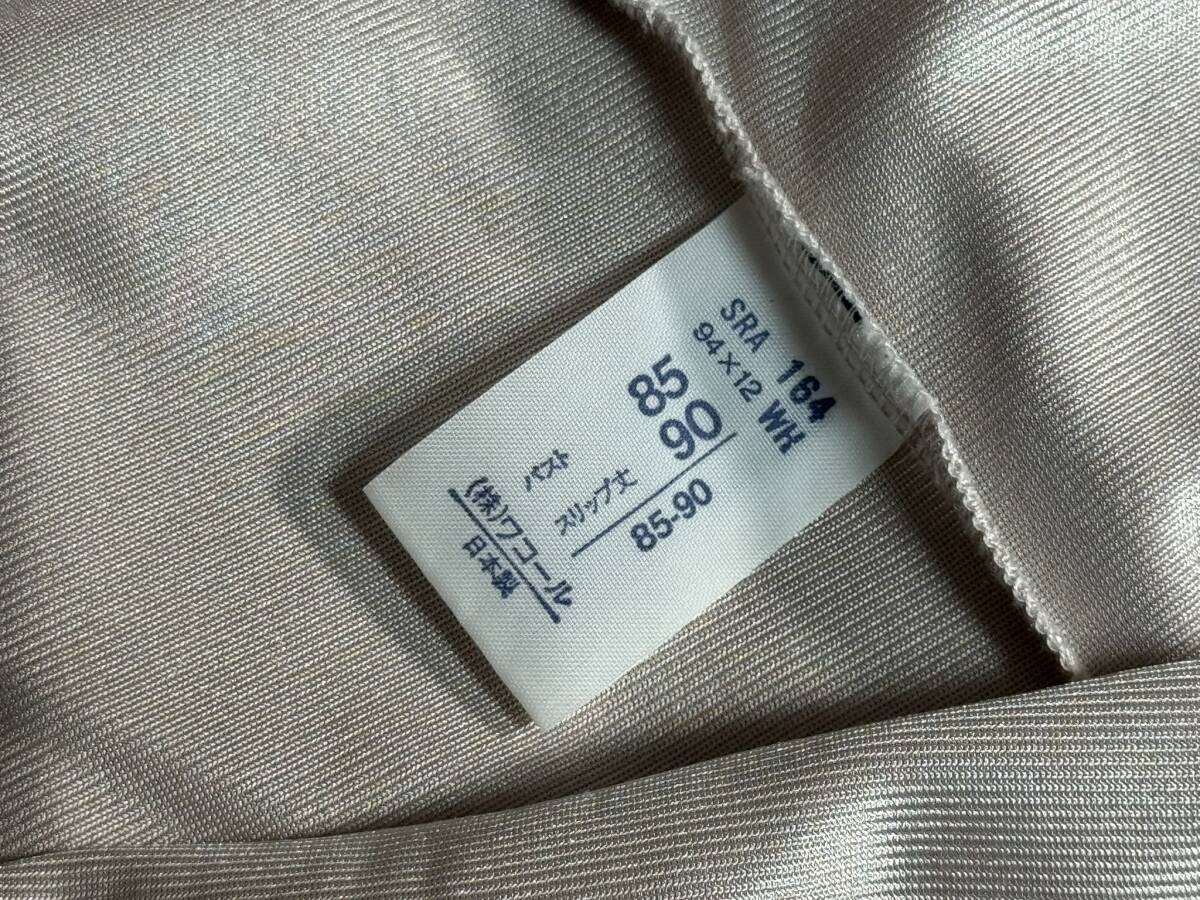 SRA 164
94×12 WH
バスト 85
スリップ丈 90
85-90
(株)ワコール
日本製